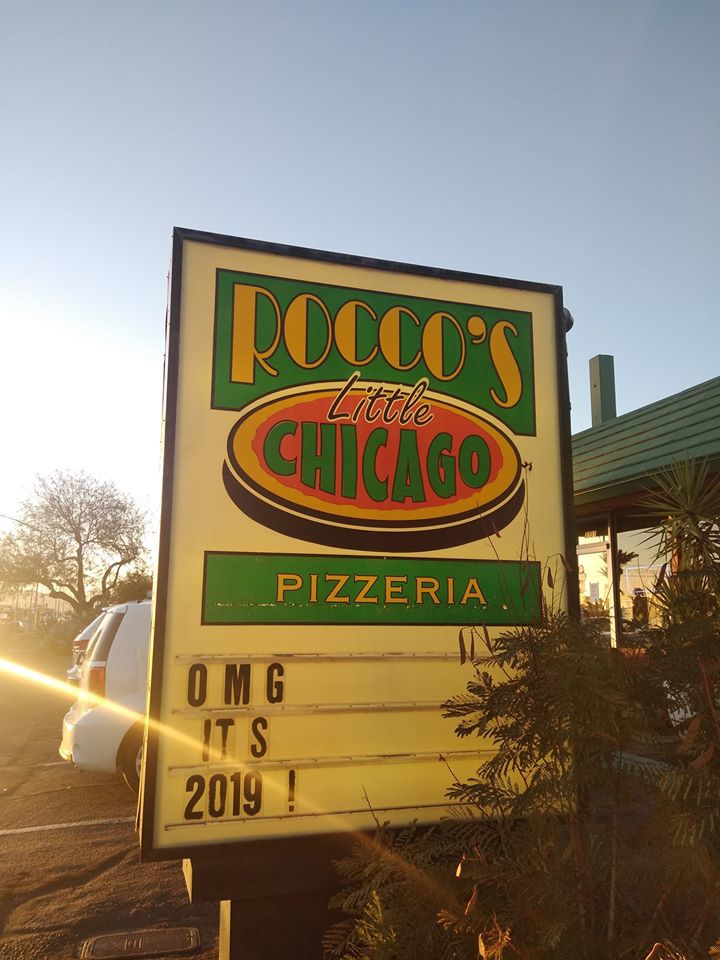 ROCCO'S
Little
CHICAGO
PIZZERIA
OMG
ITS
2019!